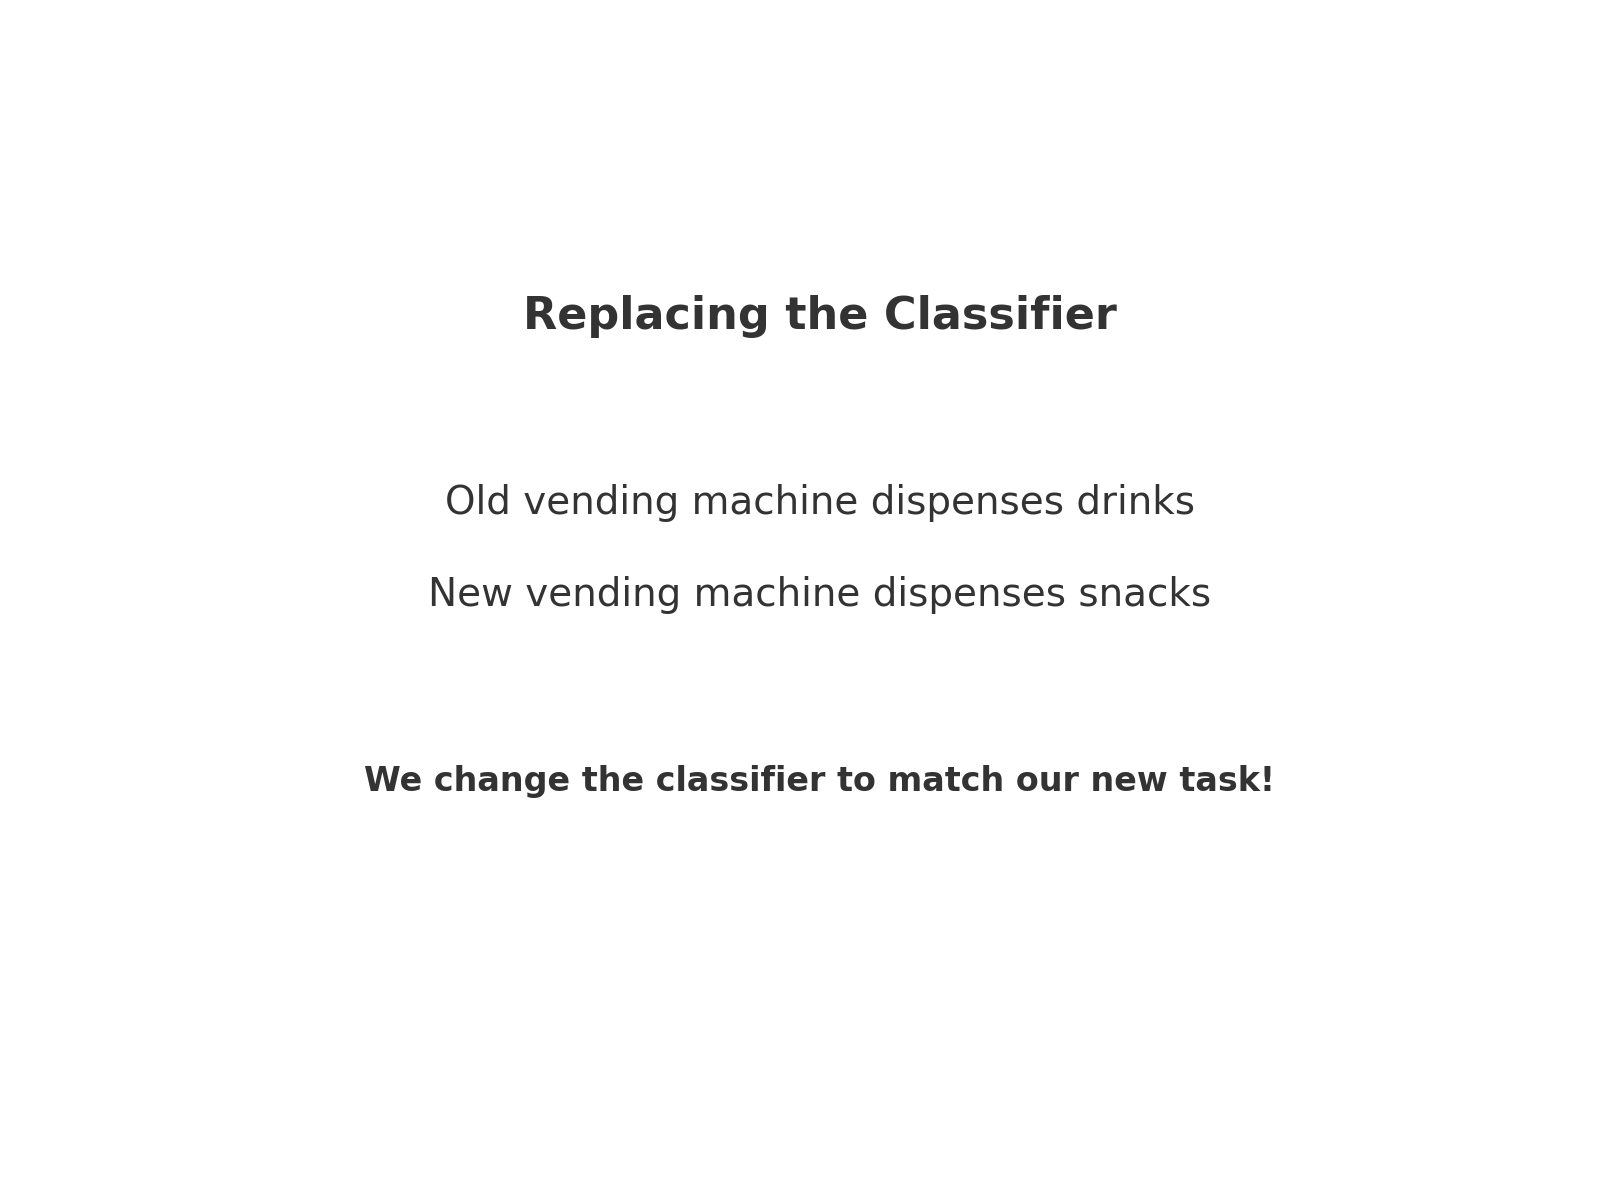 Replacing the Classifier
Old vending machine dispenses drinks
New vending machine dispenses snacks
We change the classifier to match our new task!